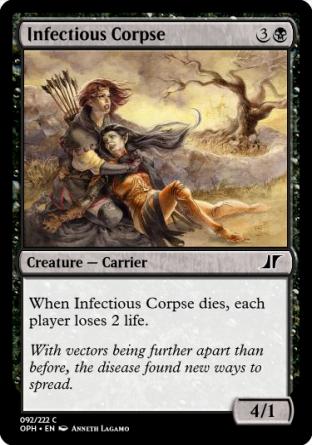 Infectious Corpse 3
Creature — Carrier
When Infectious Corpse dies, each
player loses 2 life.
With vectors being further apart than
before, the disease found new ways to
spread.
4/1
092/222 C
OPH • EN ANNETH LAGAMO